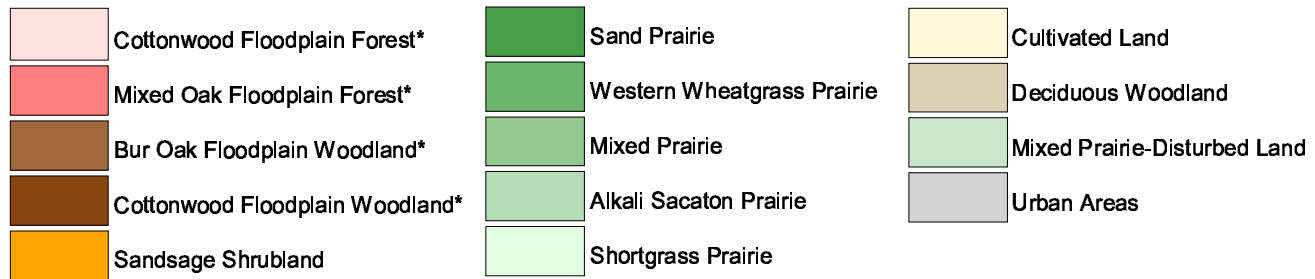 Cottonwood Floodplain Forest*
Mixed Oak Floodplain Forest*
Bur Oak Floodplain Woodland*
Cottonwood Floodplain Woodland*
Sandsage Shrubland
Sand Prairie
Western Wheatgrass Prairie
Mixed Prairie
Alkali Sacaton Prairie
Shortgrass Prairie
Cultivated Land
Deciduous Woodland
Mixed Prairie-Disturbed Land
Urban Areas